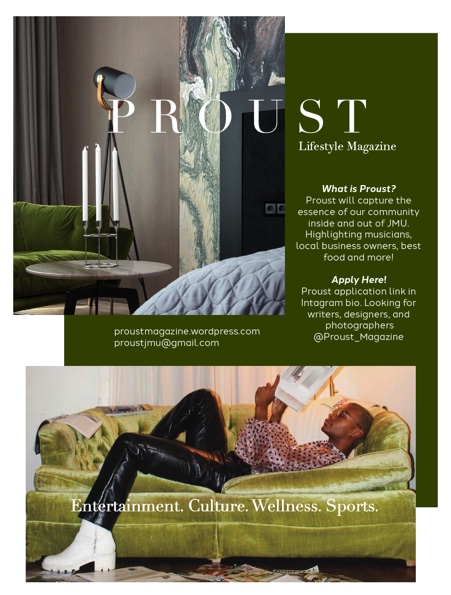 PROUST
Lifestyle Magazine
What is Proust?
Proust will capture the
essence of our community
inside and out of JMU.
Highlighting musicians,
local business owners, best
food and more!
Apply Here!
Proust application link in
Intagram bio. Looking for
writers, designers, and
photographers
@Proust_Magazine
proustmagazine.wordpress.com
proustjmu@gmail.com
Entertainment. Culture. Wellness. Sports.